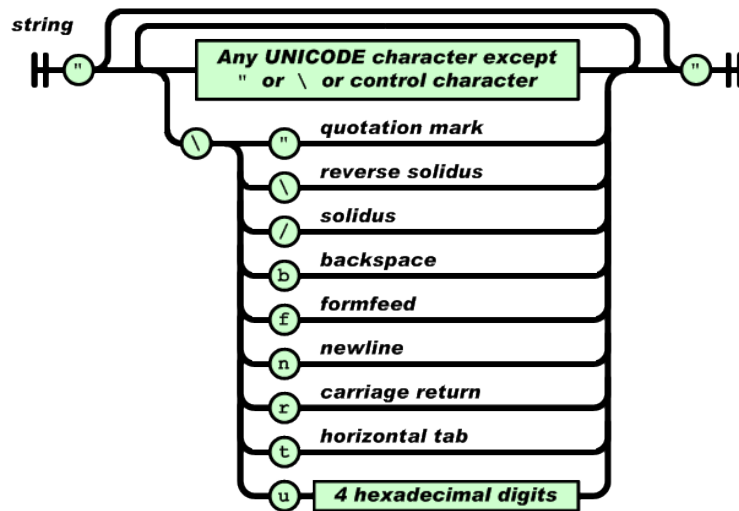 string
" Any UNICODE character except "
" or \ or control character
\ " quotation mark
\ reverse solidus
/ solidus
b backspace
f formfeed
n newline
r carriage return
t horizontal tab
u 4 hexadecimal digits